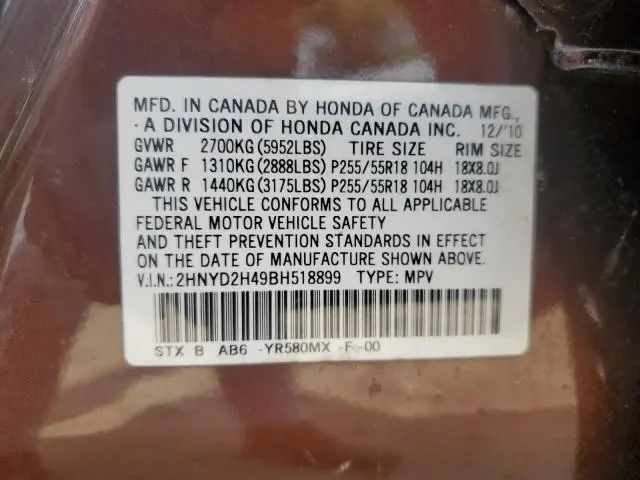 MFD. IN CANADA BY HONDA OF CANADA MFG.,
- A DIVISION OF HONDA CANADA INC. 12/'10
GVWR 2700KG(5952LBS) TIRE SIZE RIM SIZE
GAWR F 1310KG(2888LBS) P255/55R18 104H 18X8.0J
GAWR R 1440KG(3175LBS) P255/55R18 104H 18X8.0J
THIS VEHICLE CONFORMS TO ALL APPLICABLE
FEDERAL MOTOR VEHICLE SAFETY
AND THEFT PREVENTION STANDARDS IN EFFECT
ON THE DATE OF MANUFACTURE SHOWN ABOVE.
V.I.N.:2HNYD2H49BH518899 TYPE: MPV
STX B AB6 -YR580MX -F-00